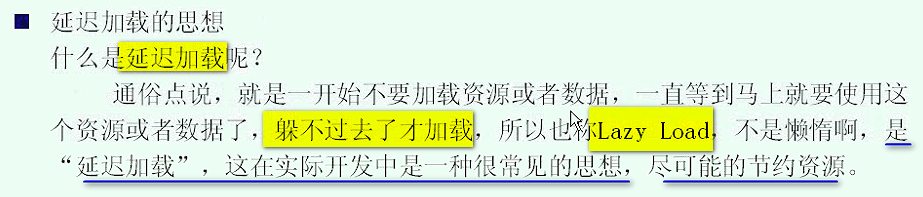 延迟加载的思想
什么是延迟加载呢？
通俗点说，就是一开始不要加载资源或者数据，一直等到马上就要使用这
个资源或者数据了，躲不过去了才加载，所以也称Lazy Load，不是懒惰啊，是
“延迟加载”，这在实际开发中是一种很常见的思想，尽可能的节约资源。